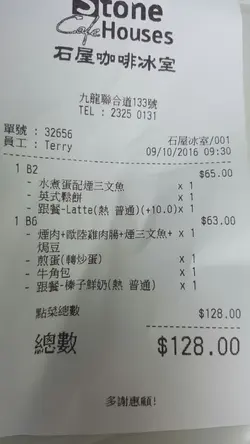 Stone
Cafe Houses
石屋咖啡冰室
九龍聯合道133號
TEL : 2325 0131
單號 : 32656
石屋冰室/001
員工 : Terry
09/10/2016 09:30
1 B2 $65.00
- 水煮蛋配煙三文魚 x 1
- 英式鬆餅 x 1
- 跟餐-Latte(熱 普通)(+10.0)x 1
1 B6 $63.00
- 煙肉+歐陸雞肉腸+煙三文魚+ x 1
焗豆
- 煎蛋(轉炒蛋) x 1
- 牛角包 x 1
- 跟餐-榛子鮮奶(熱 普通) x 1
點菜總數 $128.00
總數 $128.00
多謝惠顧!